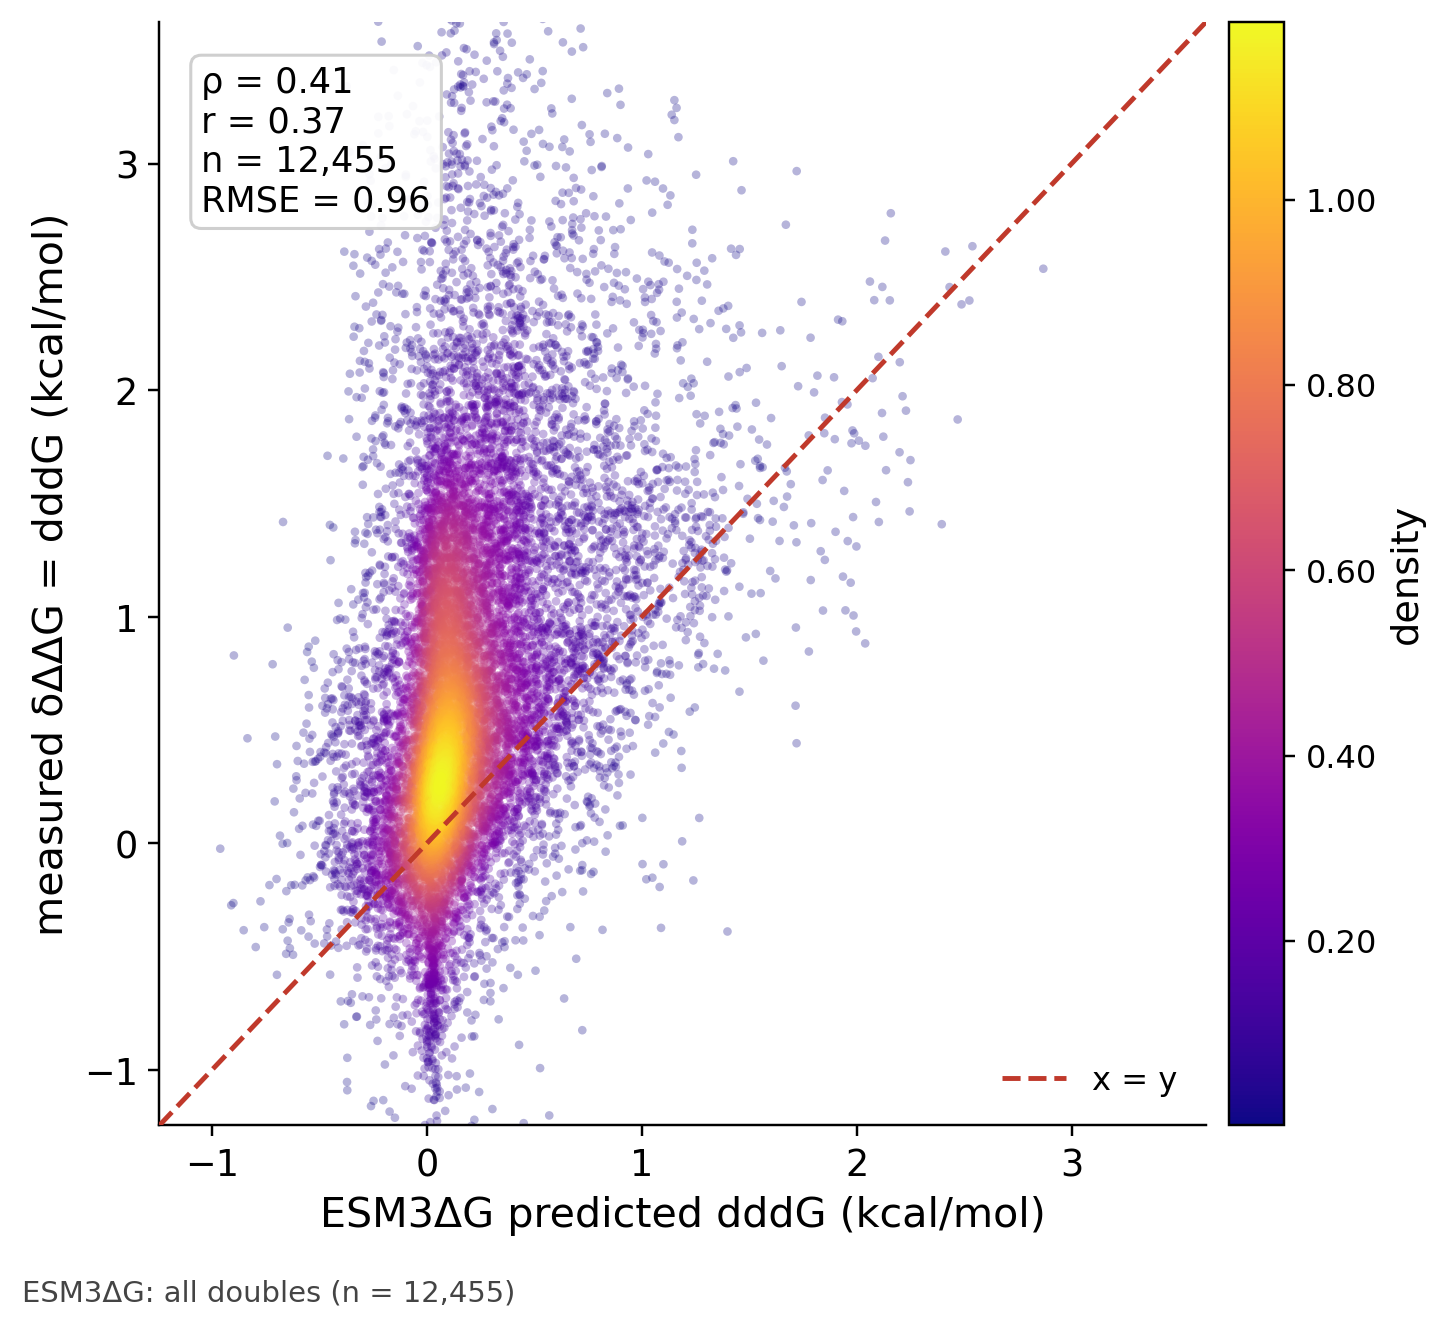 ρ = 0.41
r = 0.37
n = 12,455
RMSE = 0.96
measured δΔΔG = dddG (kcal/mol)
3
2
1
0
−1
−1
0
1
2
3
ESM3ΔG predicted dddG (kcal/mol)
x = y
1.00
0.80
0.60
0.40
0.20
density
ESM3ΔG: all doubles (n = 12,455)